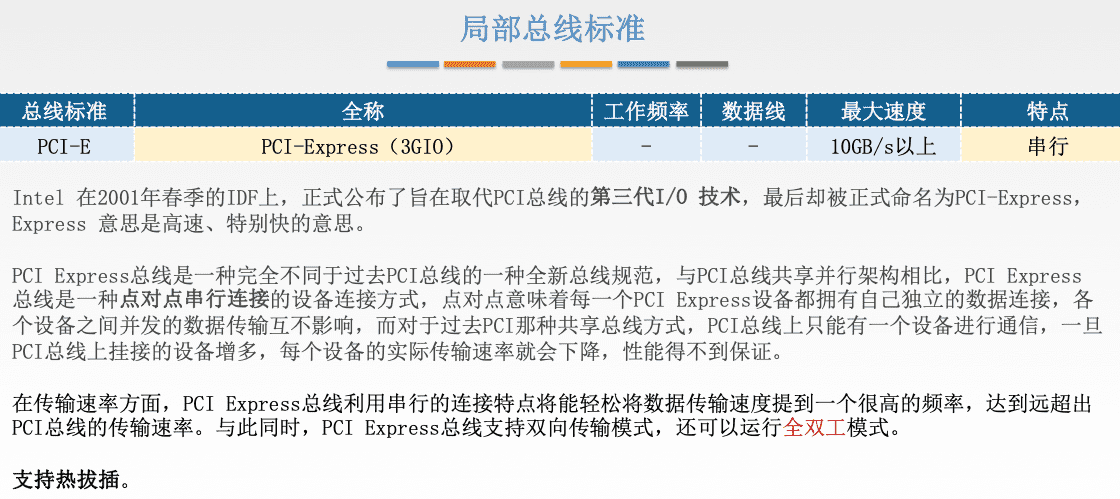 局部总线标准
总线标准 全称 工作频率 数据线 最大速度 特点
PCI-E PCI-Express（3GIO） - - 10GB/s以上 串行
Intel 在2001年春季的IDF上，正式公布了旨在取代PCI总线的第三代I/O 技术，最后却被正式命名为PCI-Express，
Express 意思是高速、特别快的意思。
PCI Express总线是一种完全不同于过去PCI总线的一种全新总线规范，与PCI总线共享并行架构相比，PCI Express
总线是一种点对点串行连接的设备连接方式，点对点意味着每一个PCI Express设备都拥有自己独立的数据连接，各
个设备之间并发的数据传输互不影响，而对于过去PCI那种共享总线方式，PCI总线上只能有一个设备进行通信，一旦
PCI总线上挂接的设备增多，每个设备的实际传输速率就会下降，性能得不到保证。
在传输速率方面，PCI Express总线利用串行的连接特点将能轻松将数据传输速度提到一个很高的频率，达到远超出
PCI总线的传输速率。与此同时，PCI Express总线支持双向传输模式，还可以运行全双工模式。
支持热拔插。